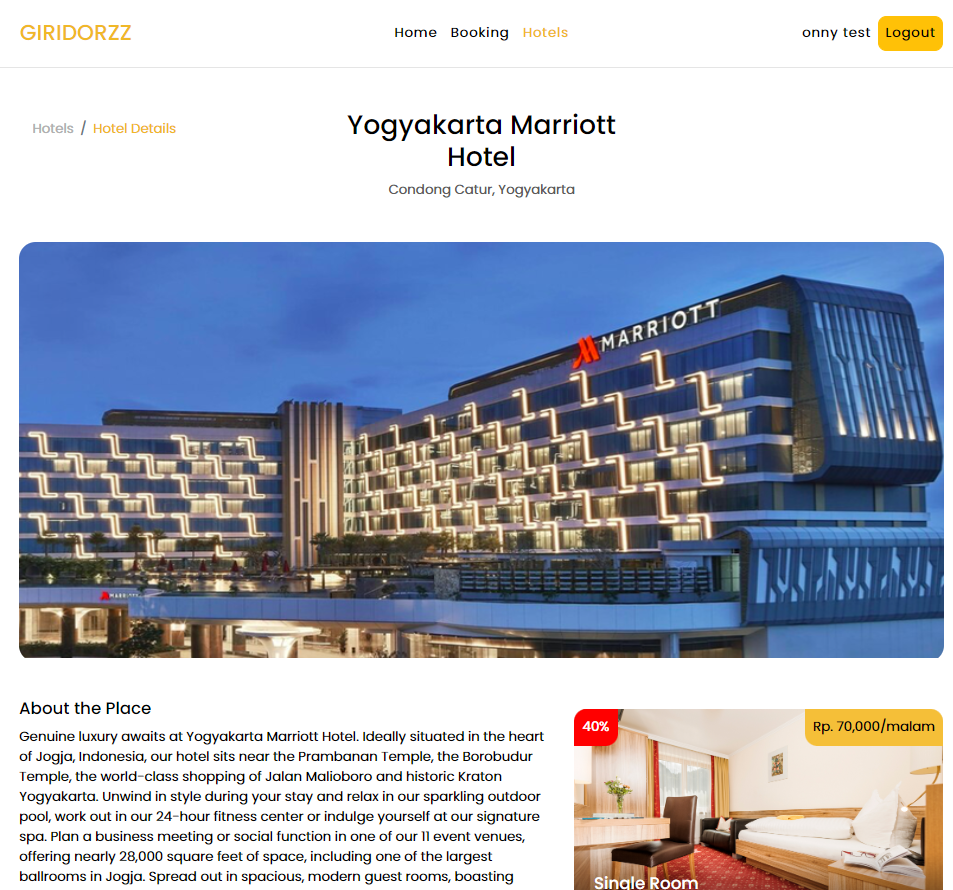 GIRIDORZZ
Home Booking Hotels
onny test Logout
Hotels / Hotel Details
Yogyakarta Marriott
Hotel
Condong Catur, Yogyakarta
MARRIOTT
MARRIOTT
About the Place
Genuine luxury awaits at Yogyakarta Marriott Hotel. Ideally situated in the heart
of Jogja, Indonesia, our hotel sits near the Prambanan Temple, the Borobudur
Temple, the world-class shopping of Jalan Malioboro and historic Kraton
Yogyakarta. Unwind in style during your stay and relax in our sparkling outdoor
pool, work out in our 24-hour fitness center or indulge yourself at our signature
spa. Plan a business meeting or social function in one of our 11 event venues,
offering nearly 28,000 square feet of space, including one of the largest
ballrooms in Jogja. Spread out in spacious, modern guest rooms, boasting
40%
Rp. 70,000/malam
Single Room